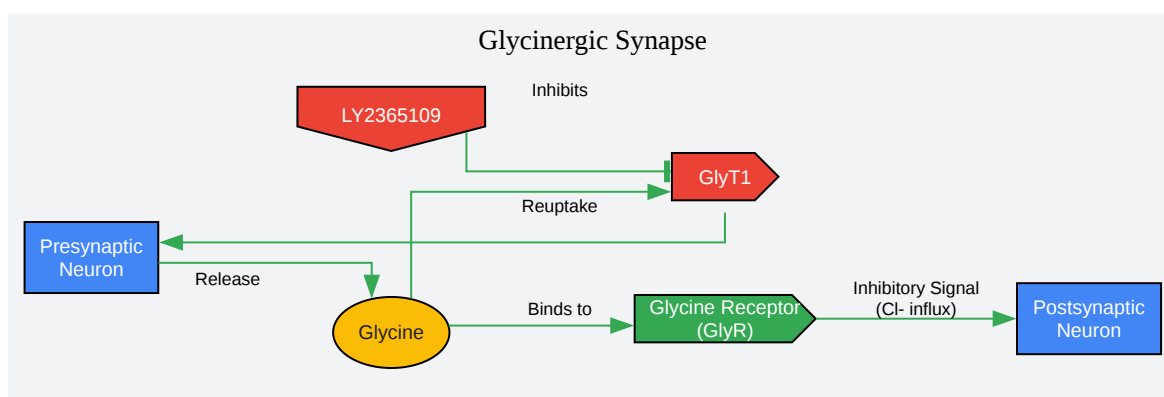 Glycinergic Synapse
Inhibits
LY2365109
GlyT1
Reuptake
Presynaptic
Neuron
Release
Glycine
Binds to
Glycine Receptor
(GlyR)
Inhibitory Signal
(Cl- influx)
Postsynaptic
Neuron